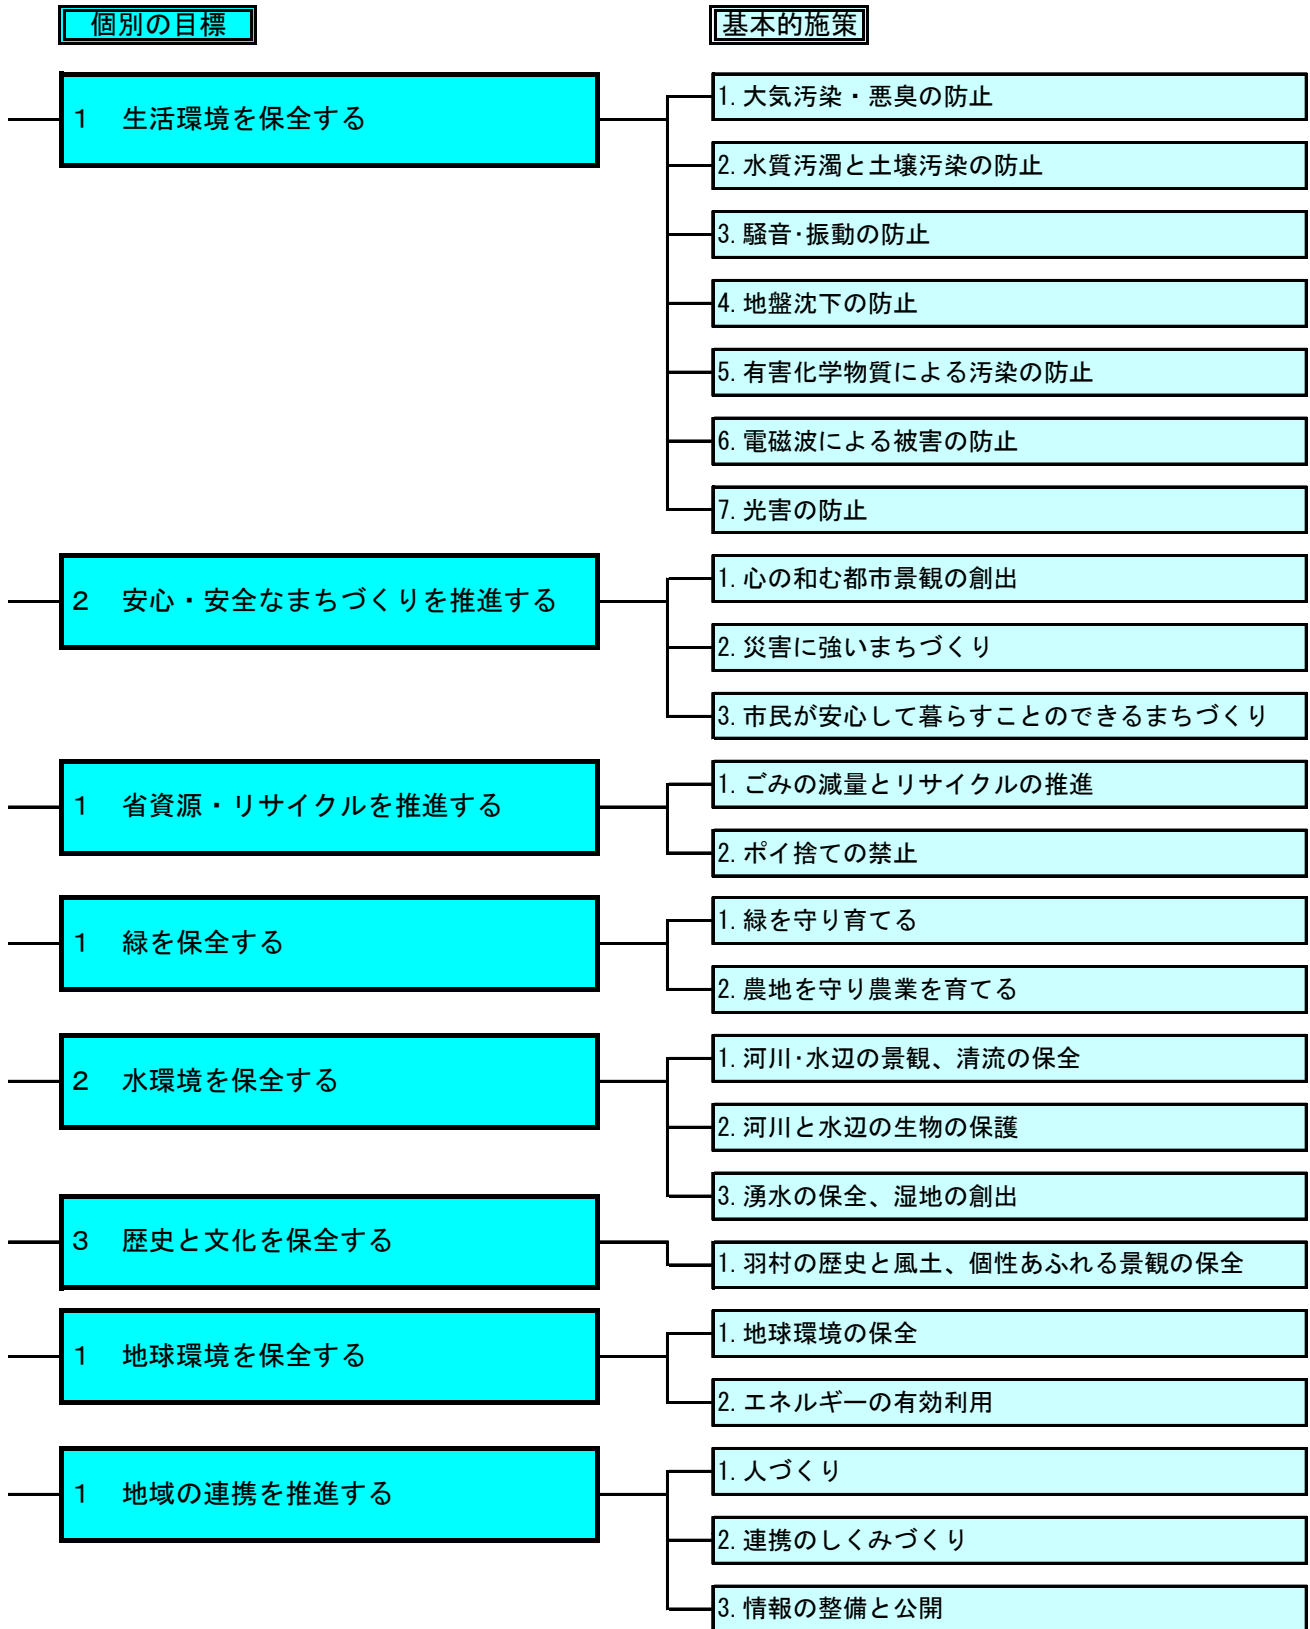 個別の目標
基本的施策
1 生活環境を保全する
1. 大気汚染・悪臭の防止
2. 水質汚濁と土壌汚染の防止
3. 騒音･振動の防止
4. 地盤沈下の防止
5. 有害化学物質による汚染の防止
6. 電磁波による被害の防止
7. 光害の防止
2 安心・安全なまちづくりを推進する
1. 心の和む都市景観の創出
2. 災害に強いまちづくり
3. 市民が安心して暮らすことのできるまちづくり
1 省資源・リサイクルを推進する
1. ごみの減量とリサイクルの推進
2. ポイ捨ての禁止
1 緑を保全する
1. 緑を守り育てる
2. 農地を守り農業を育てる
2 水環境を保全する
1. 河川･水辺の景観、清流の保全
2. 河川と水辺の生物の保護
3. 湧水の保全、湿地の創出
3 歴史と文化を保全する
1. 羽村の歴史と風土、個性あふれる景観の保全
1 地球環境を保全する
1. 地球環境の保全
2. エネルギーの有効利用
1 地域の連携を推進する
1. 人づくり
2. 連携のしくみづくり
3. 情報の整備と公開